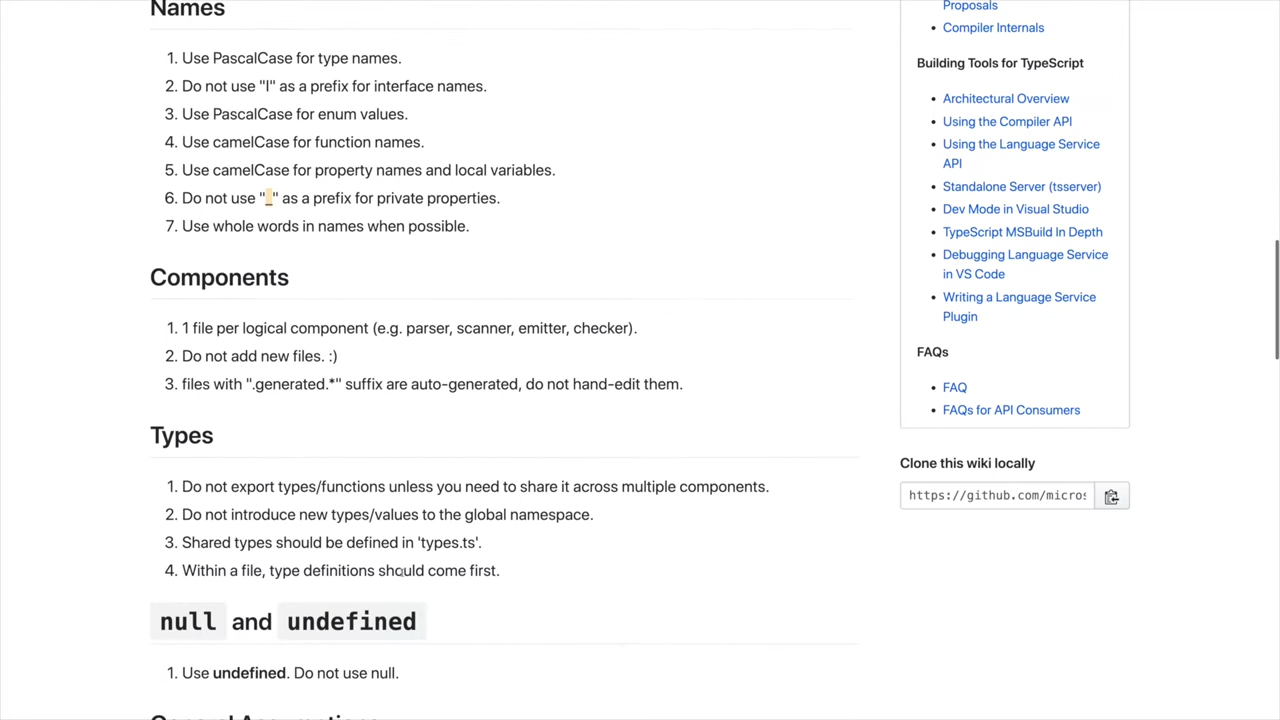 Names
1. Use PascalCase for type names.
2. Do not use "I" as a prefix for interface names.
3. Use PascalCase for enum values.
4. Use camelCase for function names.
5. Use camelCase for property names and local variables.
6. Do not use "_" as a prefix for private properties.
7. Use whole words in names when possible.
Components
1. 1 file per logical component (e.g. parser, scanner, emitter, checker).
2. Do not add new files. :)
3. files with ".generated.*" suffix are auto-generated, do not hand-edit them.
Types
1. Do not export types/functions unless you need to share it across multiple components.
2. Do not introduce new types/values to the global namespace.
3. Shared types should be defined in 'types.ts'.
4. Within a file, type definitions should come first.
null and undefined
1. Use undefined. Do not use null.
General Assumptions
Proposals
• Compiler Internals
Building Tools for TypeScript
• Architectural Overview
• Using the Compiler API
• Using the Language Service
API
• Standalone Server (tsserver)
• Dev Mode in Visual Studio
• TypeScript MSBuild In Depth
• Debugging Language Service
in VS Code
• Writing a Language Service
Plugin
FAQs
• FAQ
• FAQs for API Consumers
Clone this wiki locally
https://github.com/micros